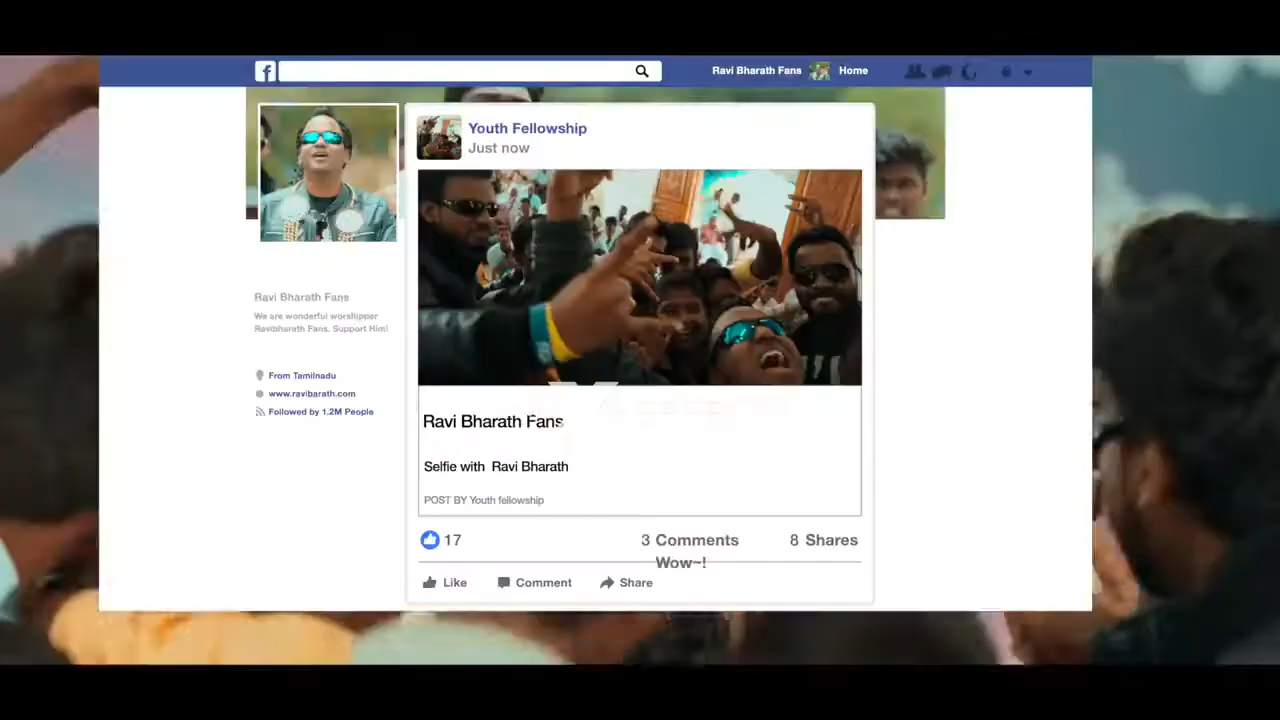 f
Ravi Bharath Fans Home
Youth Fellowship
Just now
Ravi Bharath Fans
We are wonderful worshipper
Ravibharath Fans. Support Him!
From Tamilnadu
www.ravibarath.com
Followed by 1.2M People
Ravi Bharath Fans
Selfie with Ravi Bharath
POST BY Youth fellowship
17 3 Comments 8 Shares
Wow~!
Like Comment Share